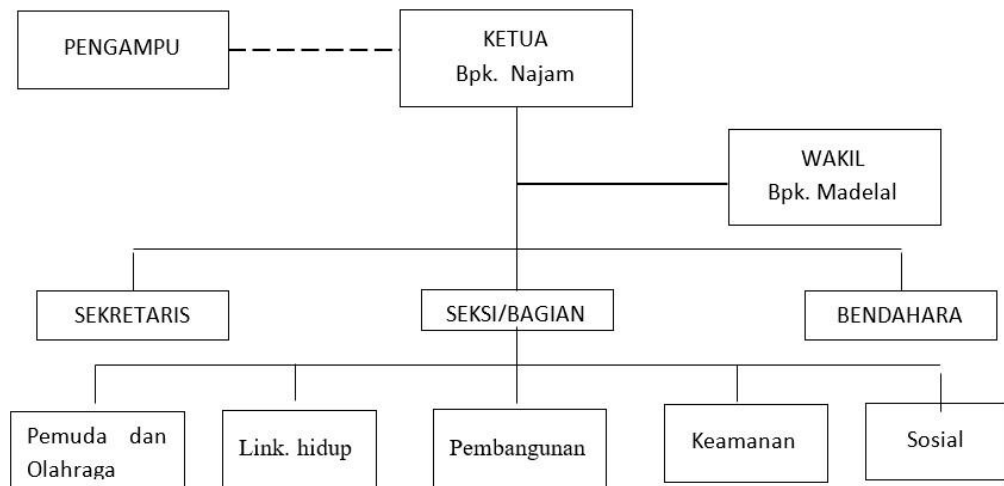 PENGAMPU
KETUA
Bpk. Najam
WAKIL
Bpk. Madelal
SEKRETARIS
SEKSI/BAGIAN
BENDAHARA
Pemuda dan
Olahraga
Link. hidup
Pembangunan
Keamanan
Sosial